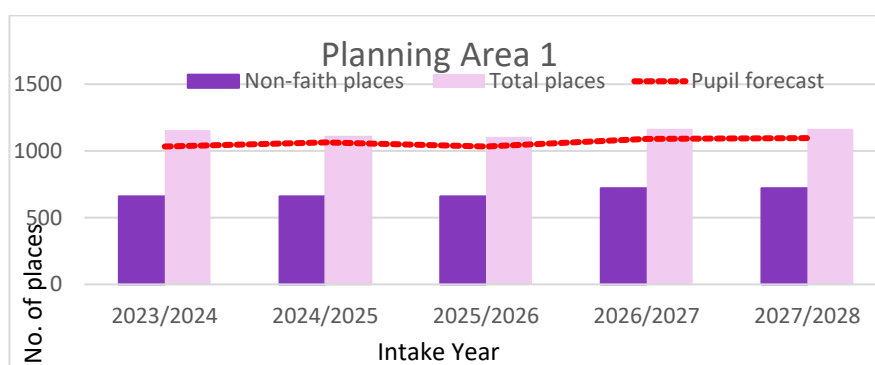 Planning Area 1
Non-faith places Total places Pupil forecast
1500
1000
500
0
No. of places
2023/2024 2024/2025 2025/2026 2026/2027 2027/2028
Intake Year